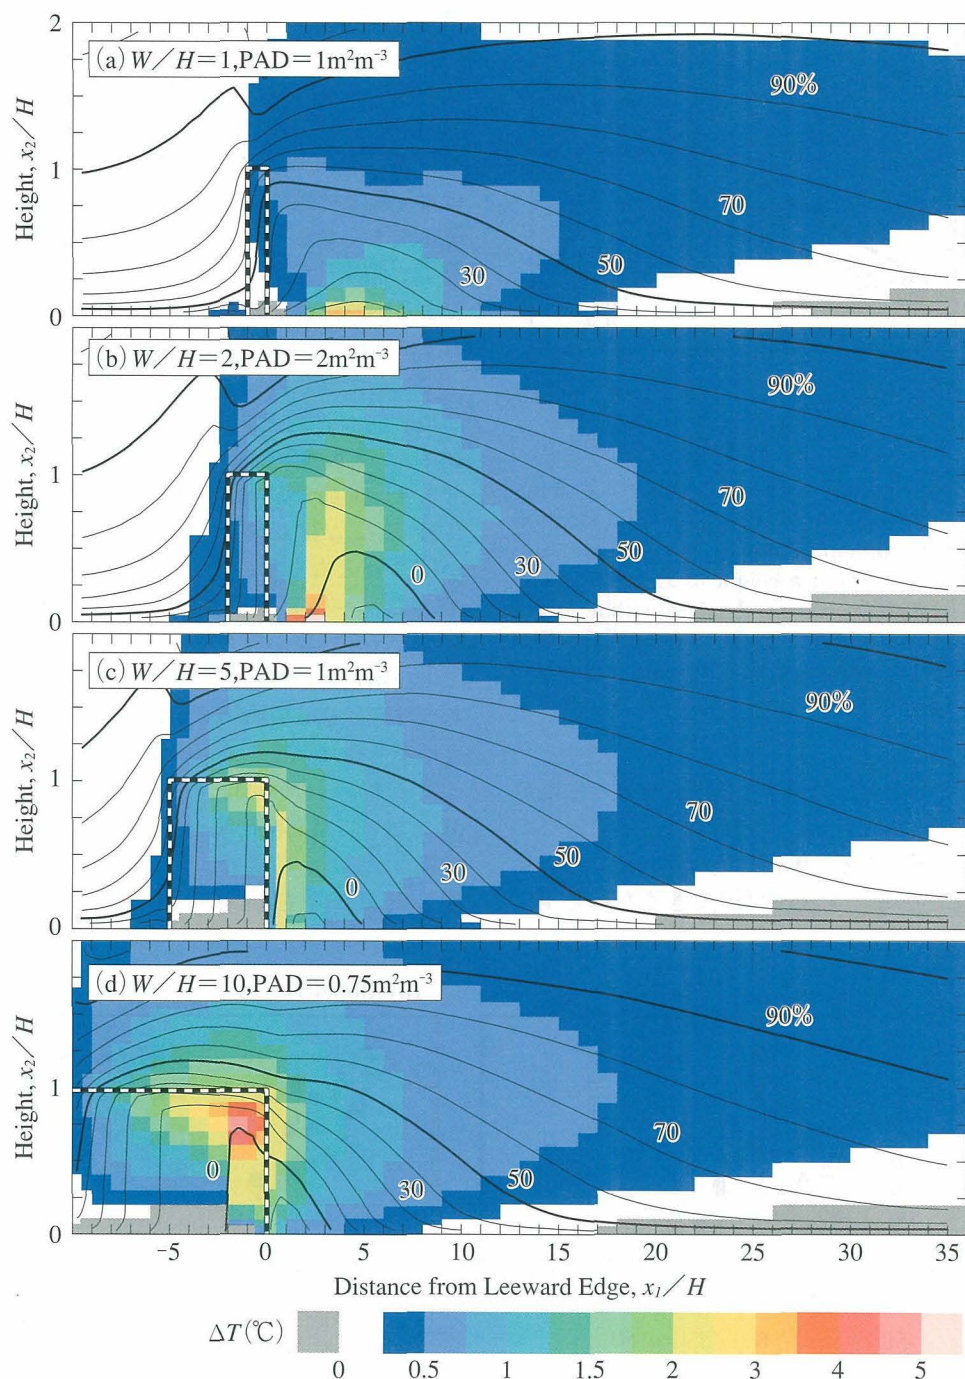 2
(a) W/H=1,PAD=1m²m⁻³
90%
Height, x₂/H
1
70
50
30
0
(b) W/H=2,PAD=2m²m⁻³
90%
Height, x₂/H
1
70
50
30
0
0
(c) W/H=5,PAD=1m²m⁻³
90%
Height, x₂/H
1
70
50
30
0
0
(d) W/H=10,PAD=0.75m²m⁻³
90%
Height, x₂/H
1
70
50
30
0
0
-5 0 5 10 15 20 25 30 35
Distance from Leeward Edge, x₁/H
ΔT(℃)
0 0.5 1 1.5 2 3 4 5